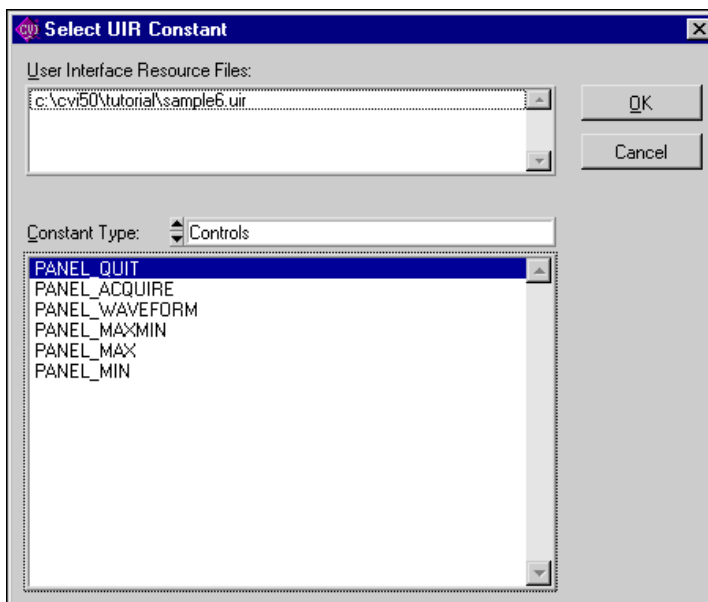 cvi Select UIR Constant
User Interface Resource Files:
c:\cvi50\tutorial\sample6.uir
OK
Cancel
Constant Type: Controls
PANEL_QUIT
PANEL_ACQUIRE
PANEL_WAVEFORM
PANEL_MAXMIN
PANEL_MAX
PANEL_MIN